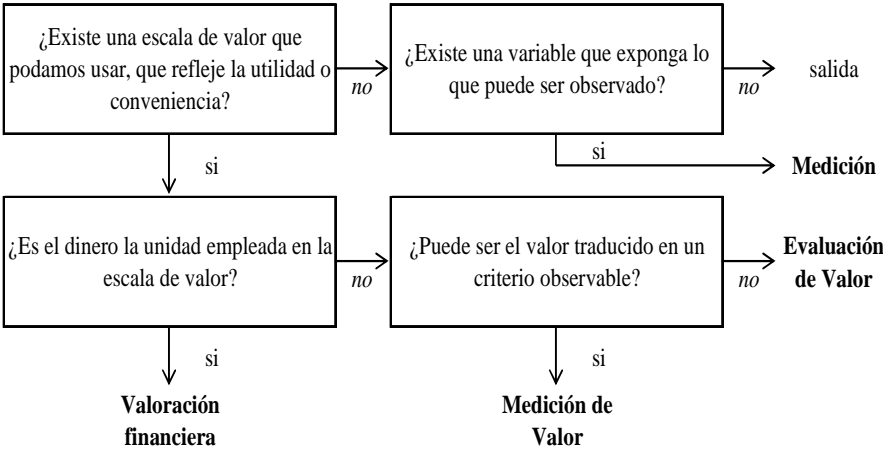 ¿Existe una escala de valor que
podamos usar, que refleje la utilidad o
conveniencia?
no
¿Existe una variable que exponga lo
que puede ser observado?
no
salida
si
si
Medición
¿Es el dinero la unidad empleada en la
escala de valor?
no
¿Puede ser el valor traducido en un
criterio observable?
no
Evaluación
de Valor
si
Valoración
financiera
si
Medición de
Valor